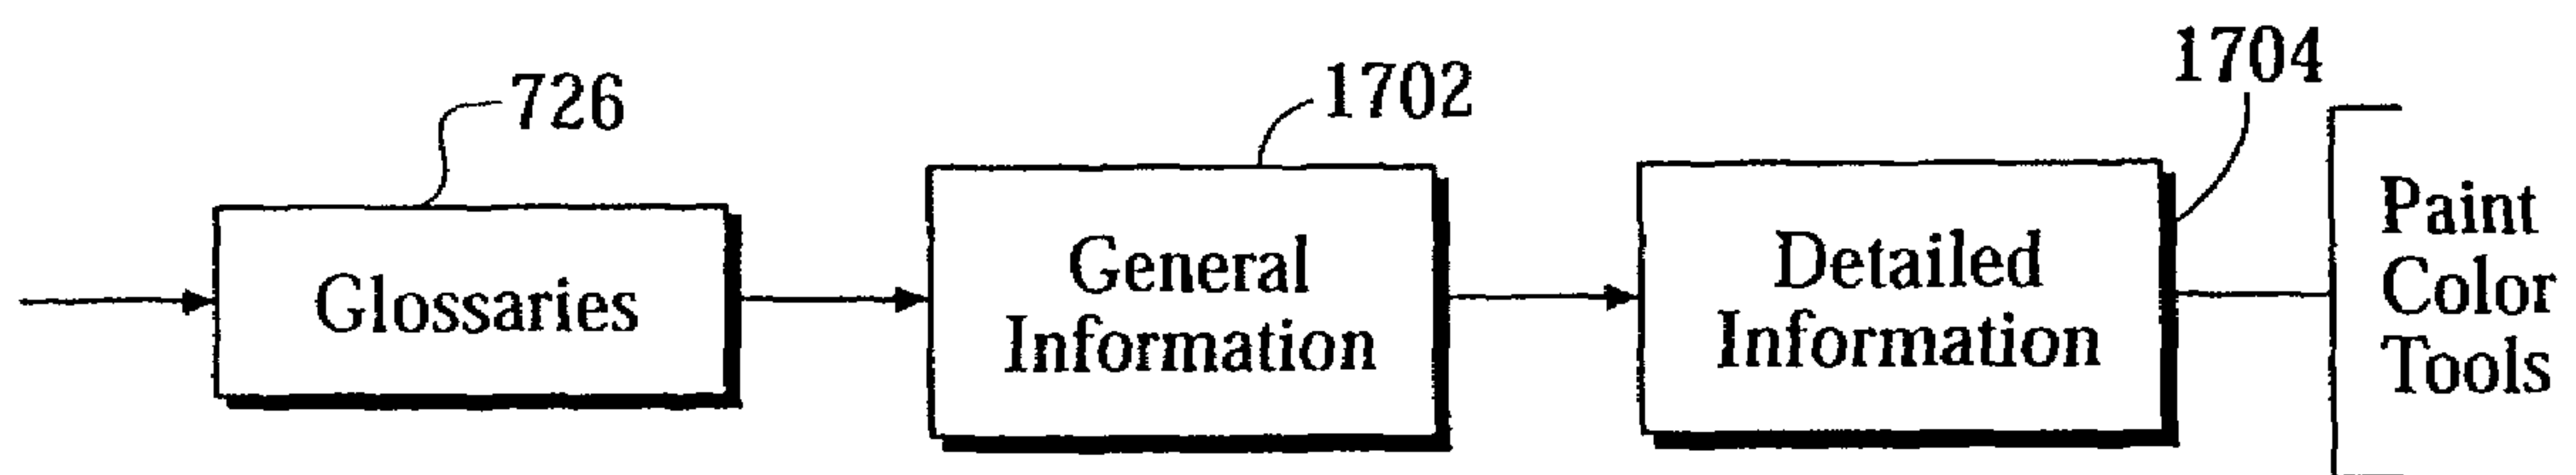 726
1702
1704
Glossaries
General
Information
Detailed
Information
Paint
Color
Tools